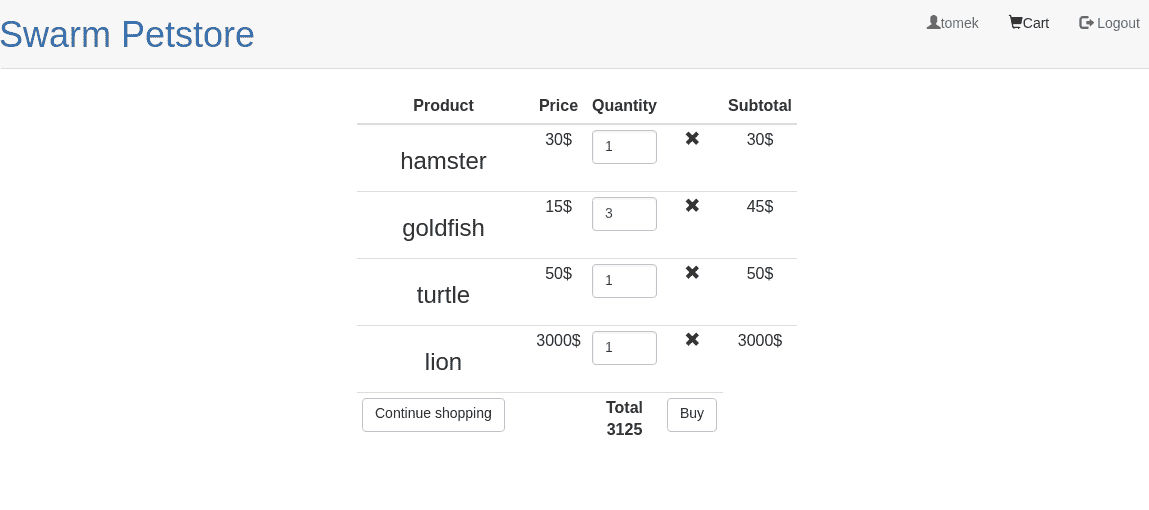 Swarm Petstore
tomek Cart Logout
Product Price Quantity Subtotal
hamster 30$ 1 30$
goldfish 15$ 3 45$
turtle 50$ 1 50$
lion 3000$ 1 3000$
Continue shopping Total Buy
3125